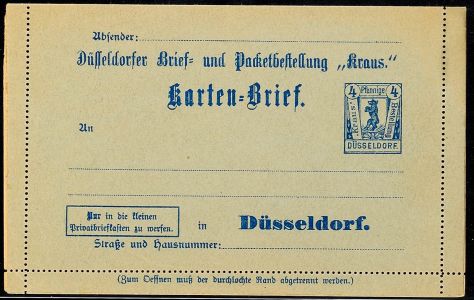 Absender:
Düsseldorfer Brief- und Packetbestellung „Kraus.“
Karten-Brief.
4 Pfennige 4
Kraus'
Bestellung
DÜSSELDORF.
An
Nur in die kleinen
Privatbriefkasten zu werfen.
in Düsseldorf.
Straße und Hausnummer:
(Zum Oeffnen muß der durchlochte Rand abgetrennt werden.)